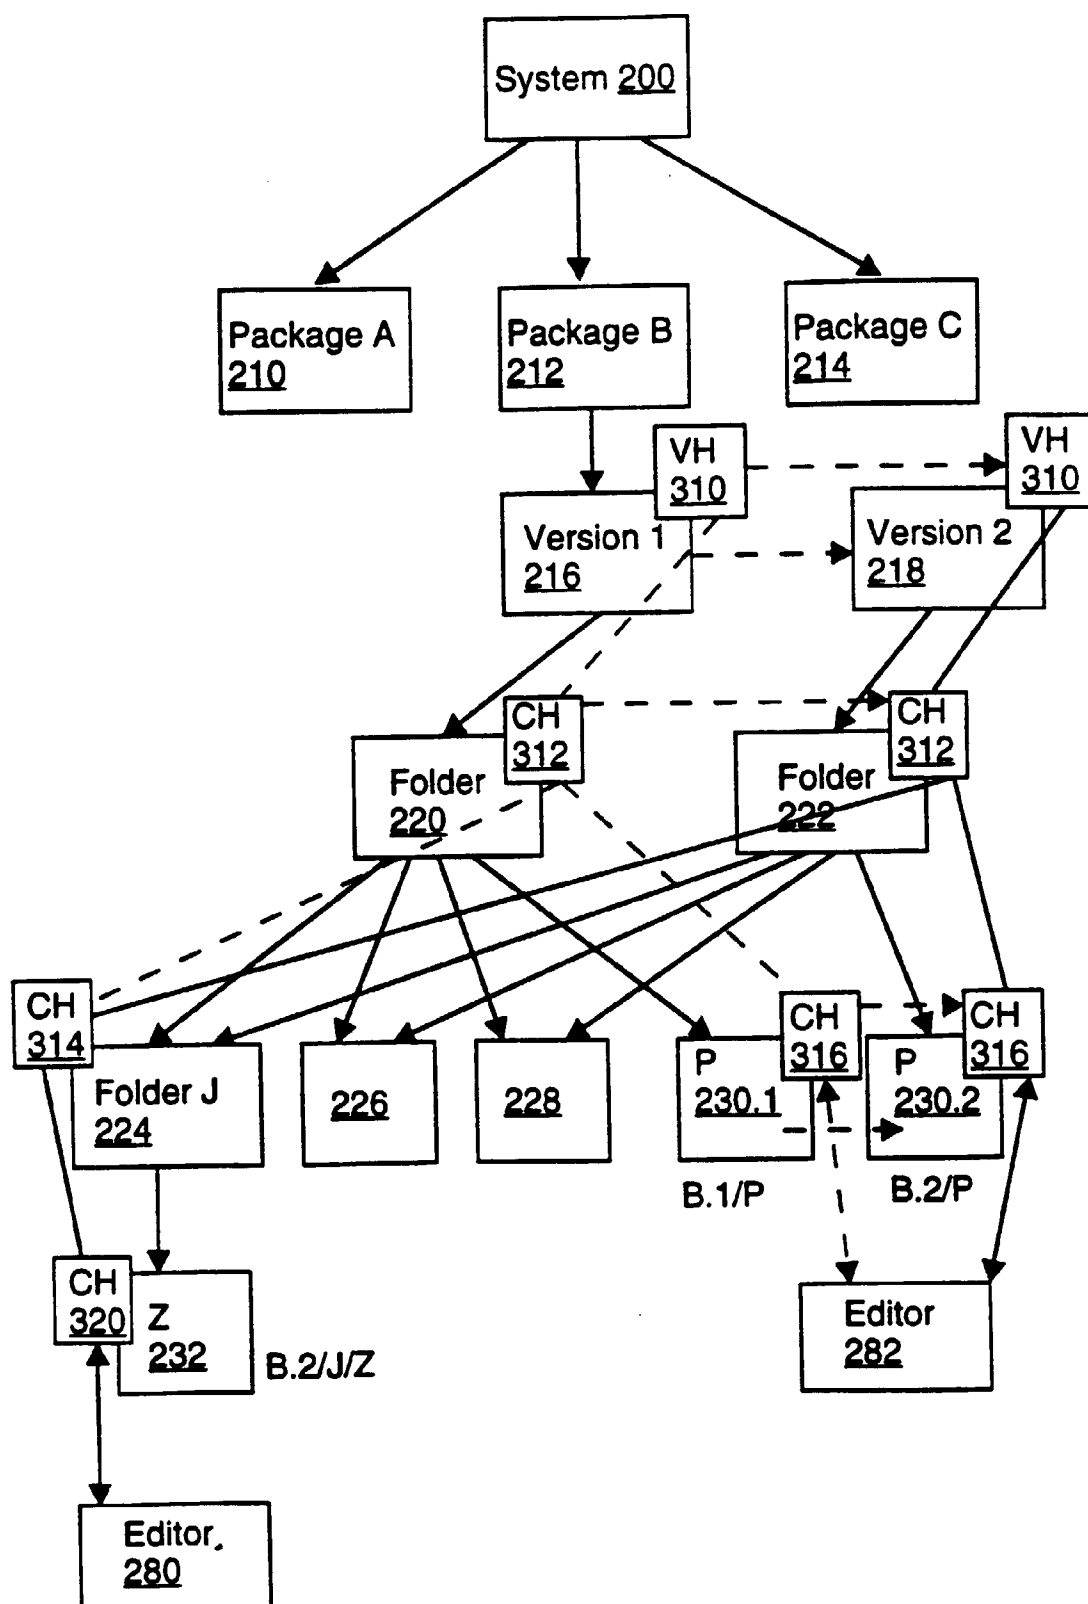 System 200
Package A
210
Package B
212
Package C
214
VH
310
VH
310
Version 1
216
Version 2
218
CH
312
CH
312
Folder
220
Folder
222
CH
314
CH
316
CH
316
Folder J
224
226
228
P
230.1
P
230.2
B.1/P
B.2/P
CH
320
Z
232
B.2/J/Z
Editor
282
Editor
280